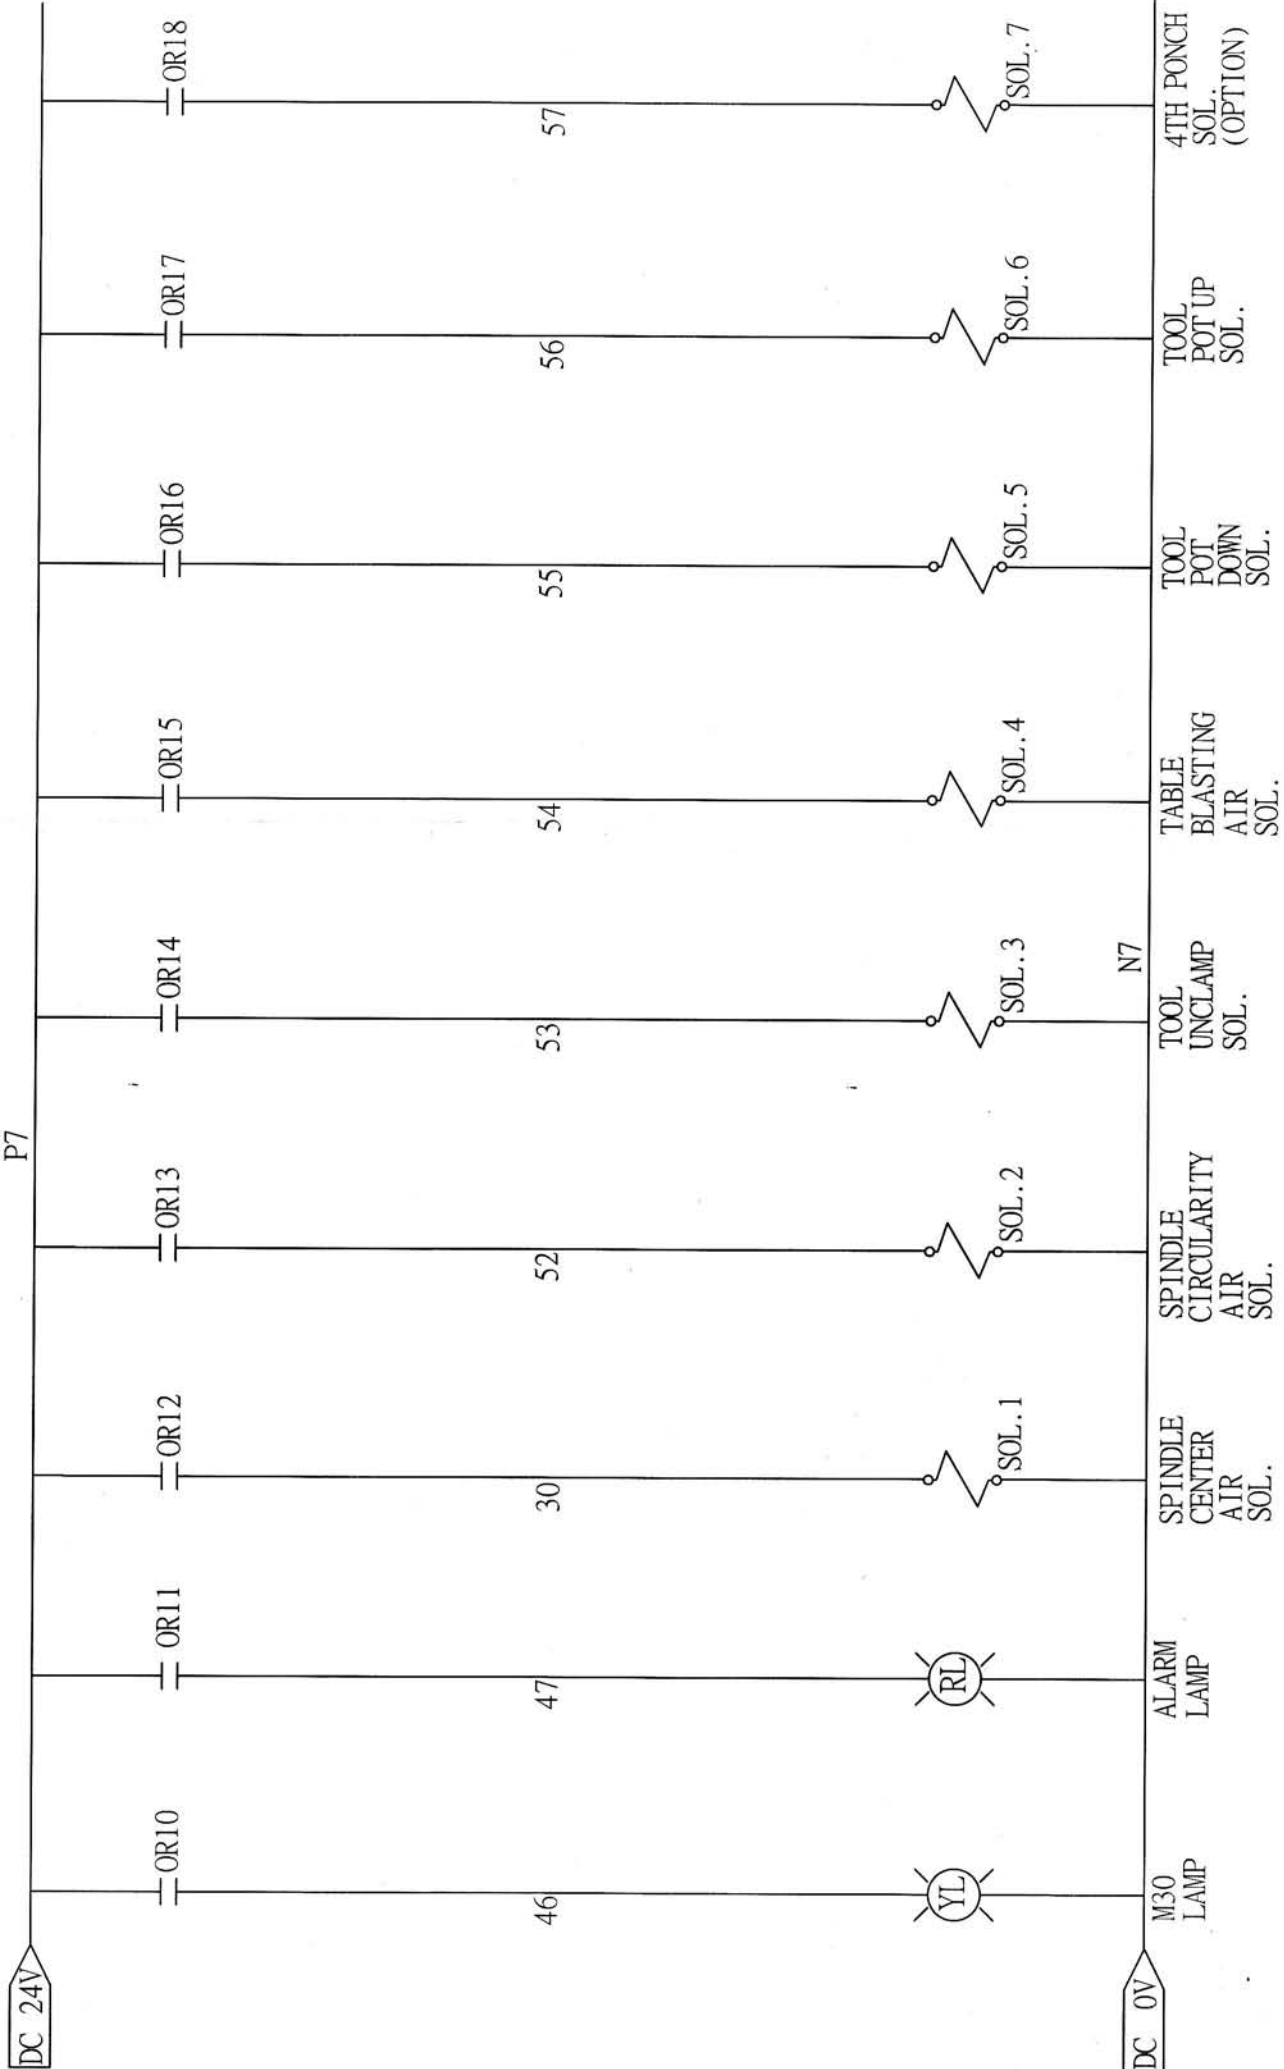 DC 24V
P7
OR10
OR11
OR12
OR13
OR14
OR15
OR16
OR17
OR18
46
47
30
52
53
54
55
56
57
YL
RL
SOL.1
SOL.2
SOL.3
SOL.4
SOL.5
SOL.6
SOL.7
DC 0V
N7
M30
LAMP
ALARM
LAMP
SPINDLE
CENTER
AIR
SOL.
SPINDLE
CIRCULARITY
AIR
SOL.
TOOL
UNCLAMP
SOL.
TABLE
BLASTING
AIR
SOL.
TOOL
POT
DOWN
SOL.
TOOL
POT UP
SOL.
4TH PONCH
SOL.
(OPTION)